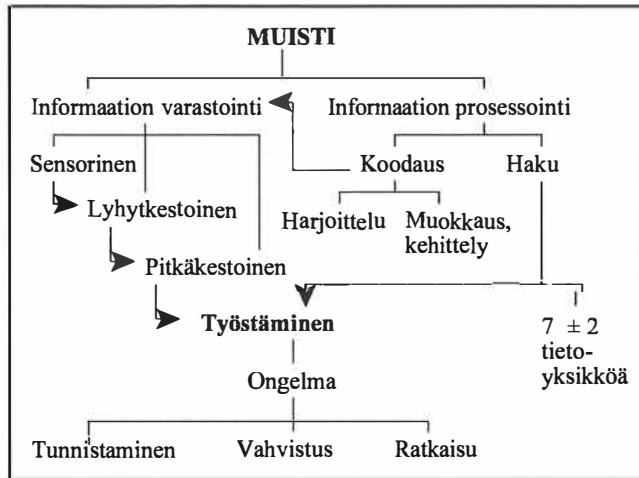 MUISTI
Informaation varastointi
Informaation prosessointi
Sensorinen
Koodaus
Haku
Lyhytkestoinen
Harjoittelu
Muokkaus,
kehittely
Pitkäkestoinen
Työstäminen
7 ± 2
tieto-
yksikköä
Ongelma
Tunnistaminen
Vahvistus
Ratkaisu